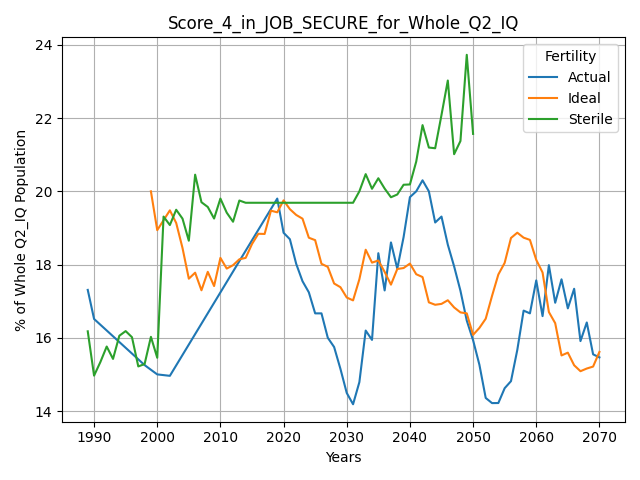 Score_4_in_JOB_SECURE_for_Whole_Q2_IQ
% of Whole Q2_IQ Population
24
22
20
18
16
14
Fertility
Actual
Ideal
Sterile
1990 2000 2010 2020 2030 2040 2050 2060 2070
Years